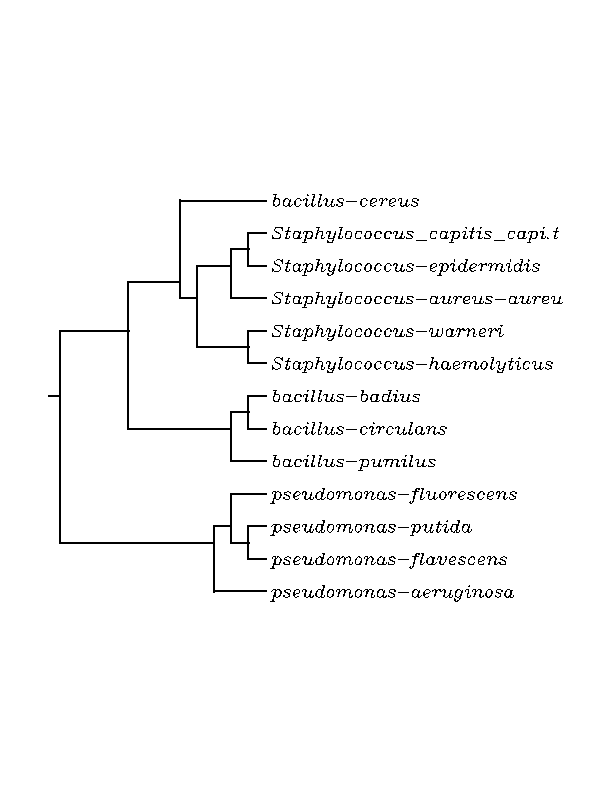 bacillus-cereus
Staphylococcus_capitis_capi.t
Staphylococcus-epidermidis
Staphylococcus-aureus-aureu
Staphylococcus-warneri
Staphylococcus-haemolyticus
bacillus-badius
bacillus-circulans
bacillus-pumilus
pseudomonas-fluorescens
pseudomonas-putida
pseudomonas-flavescens
pseudomonas-aeruginosa